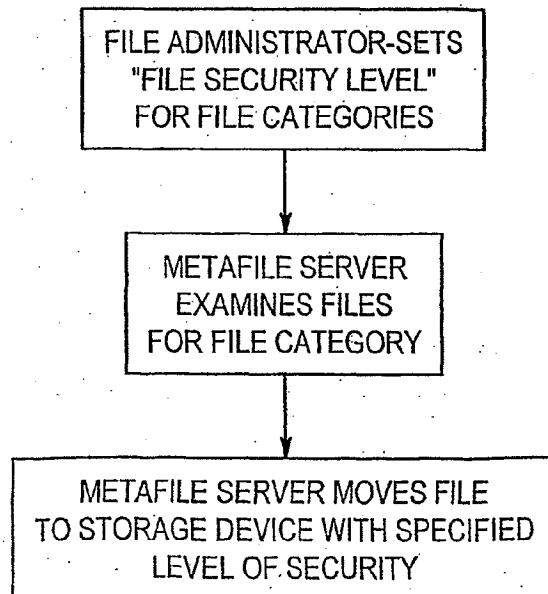 FILE ADMINISTRATOR-SETS
"FILE SECURITY LEVEL"
FOR FILE CATEGORIES
METAFILE SERVER
EXAMINES FILES
FOR FILE CATEGORY
METAFILE SERVER MOVES FILE
TO STORAGE DEVICE WITH SPECIFIED
LEVEL OF SECURITY